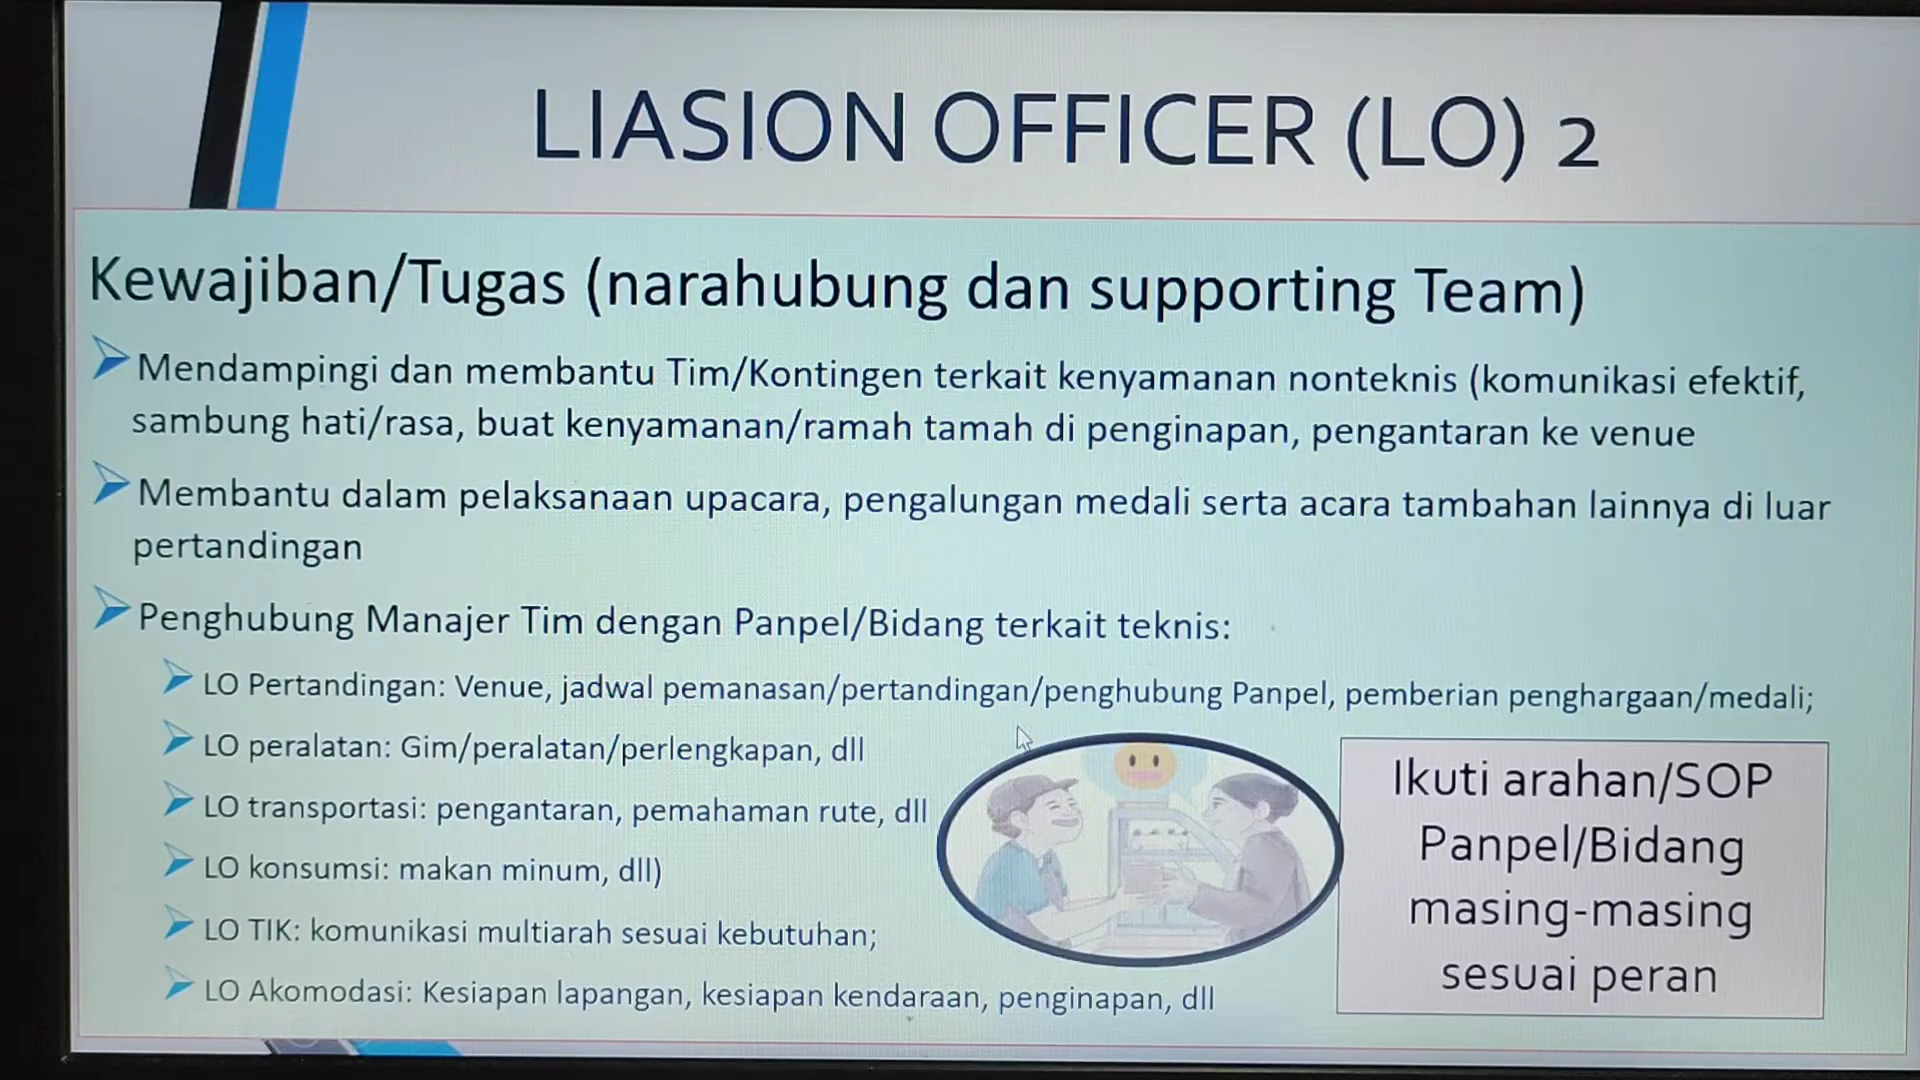 LIASION OFFICER (LO) 2
Kewajiban/Tugas (narahubung dan supporting Team)
Mendampingi dan membantu Tim/Kontingen terkait kenyamanan nonteknis (komunikasi efektif,
sambung hati/rasa, buat kenyamanan/ramah tamah di penginapan, pengantaran ke venue
Membantu dalam pelaksanaan upacara, pengalungan medali serta acara tambahan lainnya di luar
pertandingan
Penghubung Manajer Tim dengan Panpel/Bidang terkait teknis:
LO Pertandingan: Venue, jadwal pemanasan/pertandingan/penghubung Panpel, pemberian penghargaan/medali;
LO peralatan: Gim/peralatan/perlengkapan, dll
LO transportasi: pengantaran, pemahaman rute, dll
LO konsumsi: makan minum, dll)
LO TIK: komunikasi multiarah sesuai kebutuhan;
LO Akomodasi: Kesiapan lapangan, kesiapan kendaraan, penginapan, dll
Ikuti arahan/SOP
Panpel/Bidang
masing-masing
sesuai peran